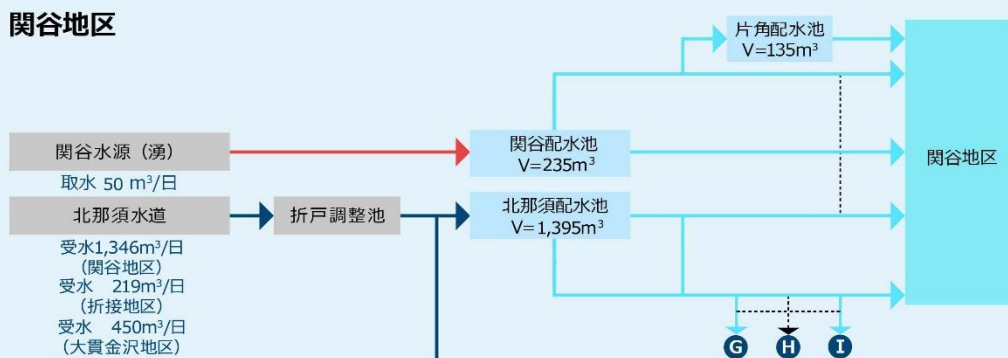 関谷地区
片角配水池
V=135m³
関谷水源（湧）
取水 50 m³/日
関谷配水池
V=235m³
関谷地区
北那須水道
受水1,346m³/日
(関谷地区)
受水 219m³/日
(折接地区)
受水 450m³/日
(大貫金沢地区)
折戸調整池
北那須配水池
V=1,395m³
G
H
I